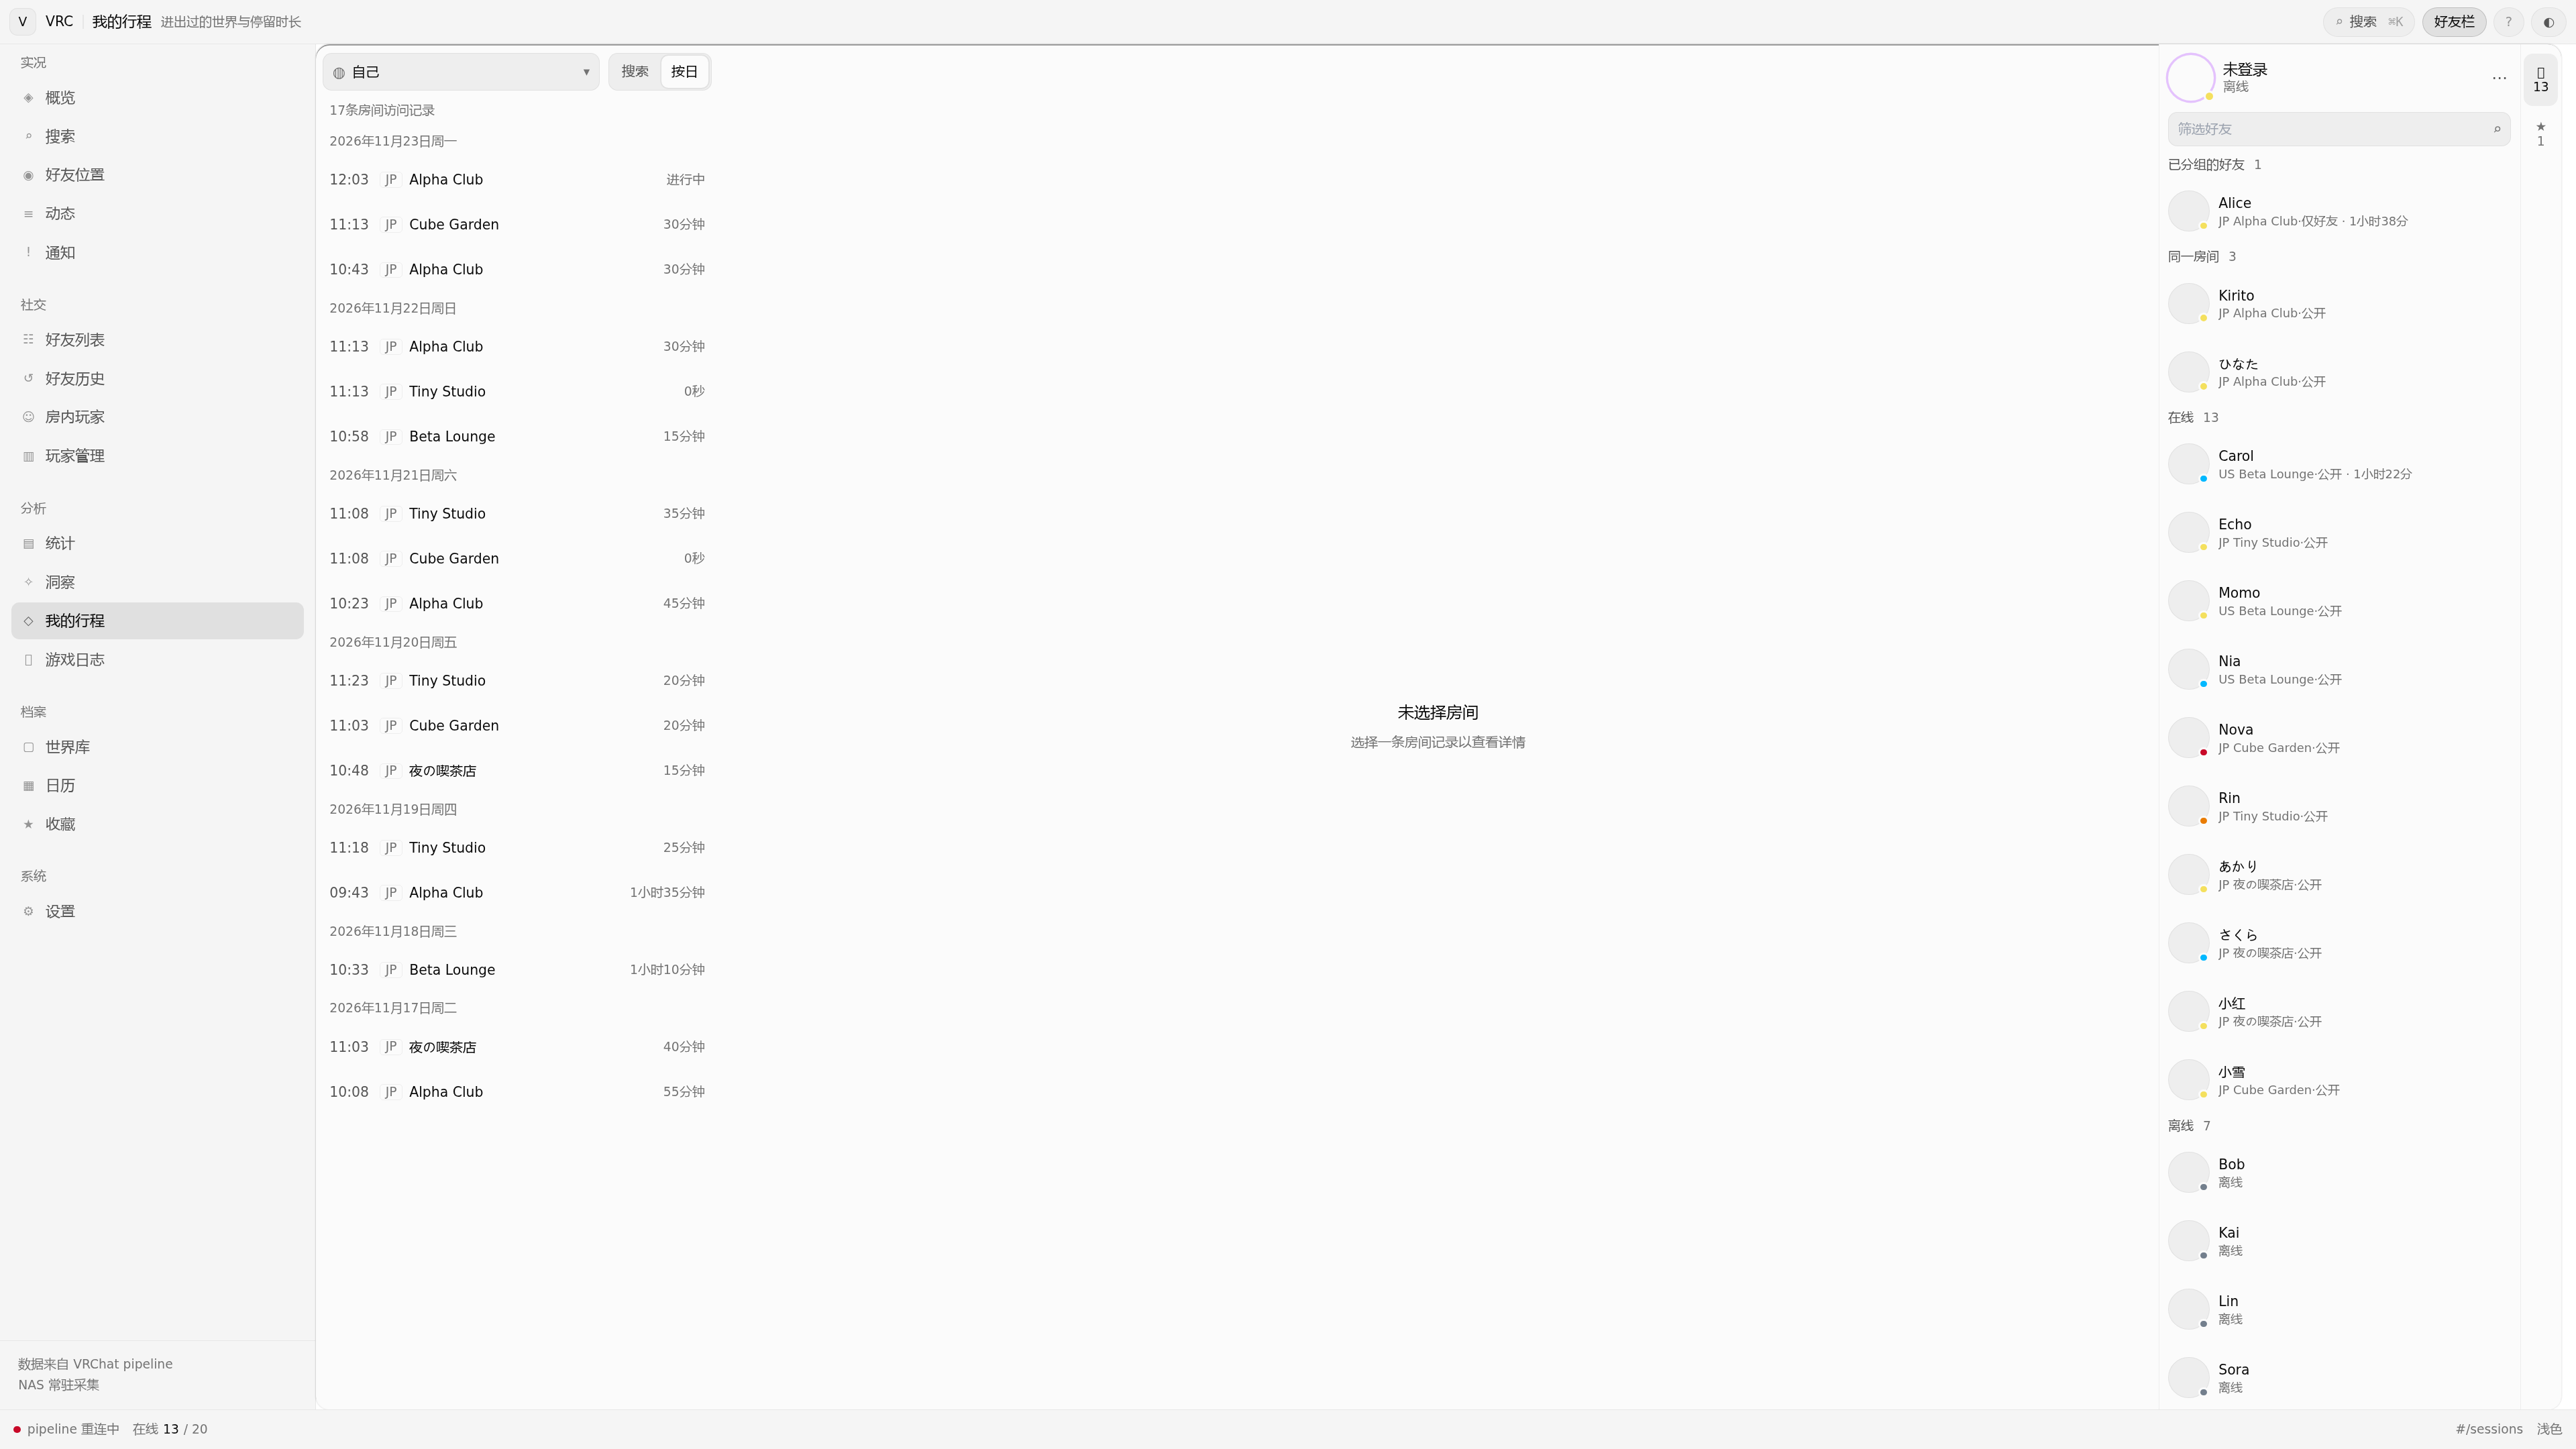 V VRC 我的行程 进出过的世界与停留时长
搜索 ⌘K 好友栏 ?
实况
概览
搜索
好友位置
动态
通知
社交
好友列表
好友历史
房内玩家
玩家管理
分析
统计
洞察
我的行程
游戏日志
档案
世界库
日历
收藏
系统
设置
数据来自 VRChat pipeline
NAS 常驻采集
自己 ▾ 搜索 按日
17条房间访问记录
2026年11月23日周一
12:03 JP Alpha Club 进行中
11:13 JP Cube Garden 30分钟
10:43 JP Alpha Club 30分钟
2026年11月22日周日
11:13 JP Alpha Club 30分钟
11:13 JP Tiny Studio 0秒
10:58 JP Beta Lounge 15分钟
2026年11月21日周六
11:08 JP Tiny Studio 35分钟
11:08 JP Cube Garden 0秒
10:23 JP Alpha Club 45分钟
2026年11月20日周五
11:23 JP Tiny Studio 20分钟
11:03 JP Cube Garden 20分钟
10:48 JP 夜の喫茶店 15分钟
2026年11月19日周四
11:18 JP Tiny Studio 25分钟
09:43 JP Alpha Club 1小时35分钟
2026年11月18日周三
10:33 JP Beta Lounge 1小时10分钟
2026年11月17日周二
11:03 JP 夜の喫茶店 40分钟
10:08 JP Alpha Club 55分钟
未选择房间
选择一条房间记录以查看详情
未登录
离线
…
筛选好友
已分组的好友 1
Alice
JP Alpha Club·仅好友 · 1小时38分
同一房间 3
Kirito
JP Alpha Club·公开
ひなた
JP Alpha Club·公开
在线 13
Carol
US Beta Lounge·公开 · 1小时22分
Echo
JP Tiny Studio·公开
Momo
US Beta Lounge·公开
Nia
US Beta Lounge·公开
Nova
JP Cube Garden·公开
Rin
JP Tiny Studio·公开
あかり
JP 夜の喫茶店·公开
さくら
JP 夜の喫茶店·公开
小红
JP 夜の喫茶店·公开
小雪
JP Cube Garden·公开
离线 7
Bob
离线
Kai
离线
Lin
离线
Sora
离线
13
★
1
pipeline 重连中 在线 13 / 20
#/sessions 浅色